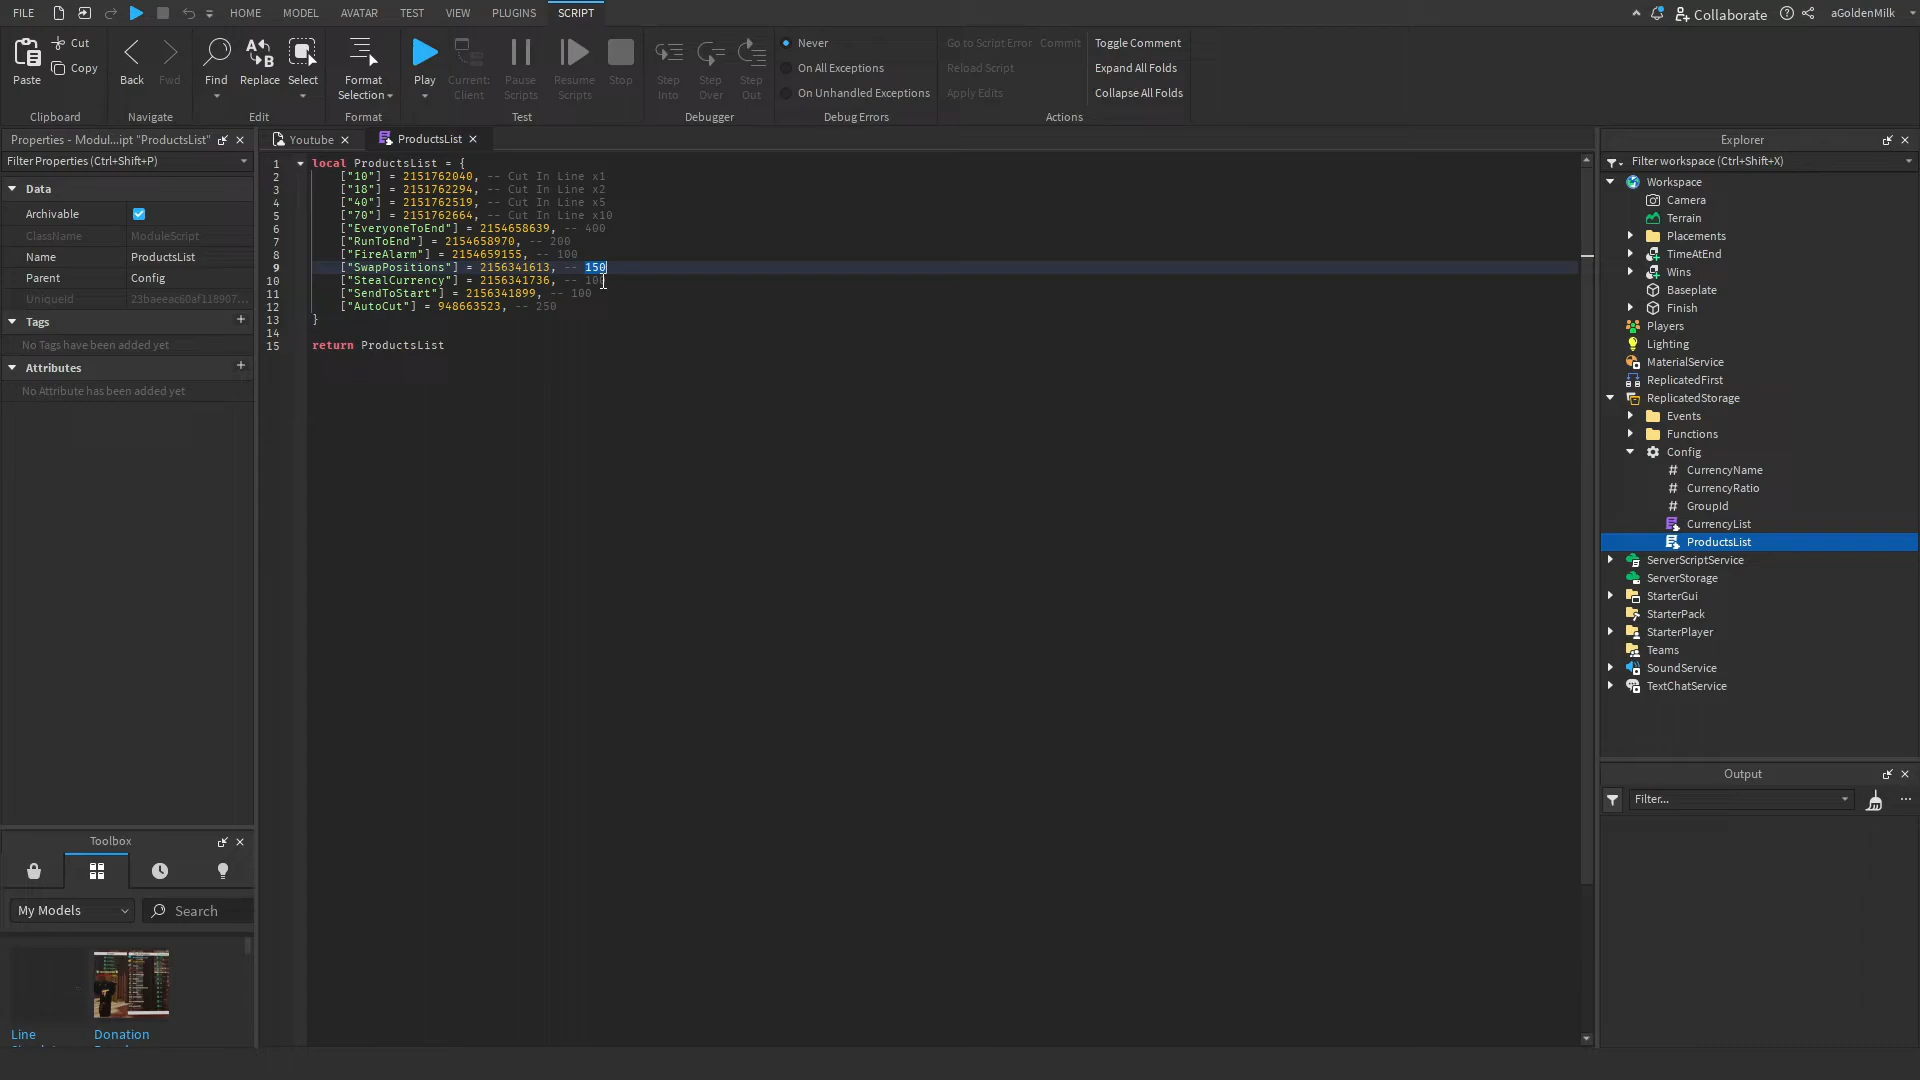 FILE HOME MODEL AVATAR TEST VIEW PLUGINS SCRIPT Collaborate aGoldenMilk
Paste Cut Copy Back Fwd Find Replace Select Format Selection Play Current: Client Pause Scripts Resume Scripts Stop Step Into Step Over Step Out
Never Go to Script Error Commit Toggle Comment
On All Exceptions Reload Script Expand All Folds
On Unhandled Exceptions Apply Edits Collapse All Folds
Clipboard Navigate Edit Format Test Debugger Debug Errors Actions
Properties - Modul...ipt "ProductsList"
Filter Properties (Ctrl+Shift+P)
Data
Archivable
ClassName ModuleScript
Name ProductsList
Parent Config
UniqueId 23baeeac60af118907...
Tags +
No Tags have been added yet
Attributes +
No Attribute has been added yet
Toolbox
My Models Search
Line
Donation
Youtube ProductsList
1 local ProductsList = {
2 ["10"] = 2151762040, -- Cut In Line x1
3 ["18"] = 2151762294, -- Cut In Line x2
4 ["40"] = 2151762519, -- Cut In Line x5
5 ["70"] = 2151762664, -- Cut In Line x10
6 ["EveryoneToEnd"] = 2154658639, -- 400
7 ["RunToEnd"] = 2154658970, -- 200
8 ["FireAlarm"] = 2154659155, -- 100
9 ["SwapPositions"] = 2156341613, -- 150
10 ["StealCurrency"] = 2156341736, -- 100
11 ["SendToStart"] = 2156341899, -- 100
12 ["AutoCut"] = 948663523, -- 250
13 }
14
15 return ProductsList
Explorer
Filter workspace (Ctrl+Shift+X)
Workspace
Camera
Terrain
Placements
TimeAtEnd
Wins
Baseplate
Finish
Players
Lighting
MaterialService
ReplicatedFirst
ReplicatedStorage
Events
Functions
Config
# CurrencyName
# CurrencyRatio
# GroupId
CurrencyList
ProductsList
ServerScriptService
ServerStorage
StarterGui
StarterPack
StarterPlayer
Teams
SoundService
TextChatService
Output
Filter...